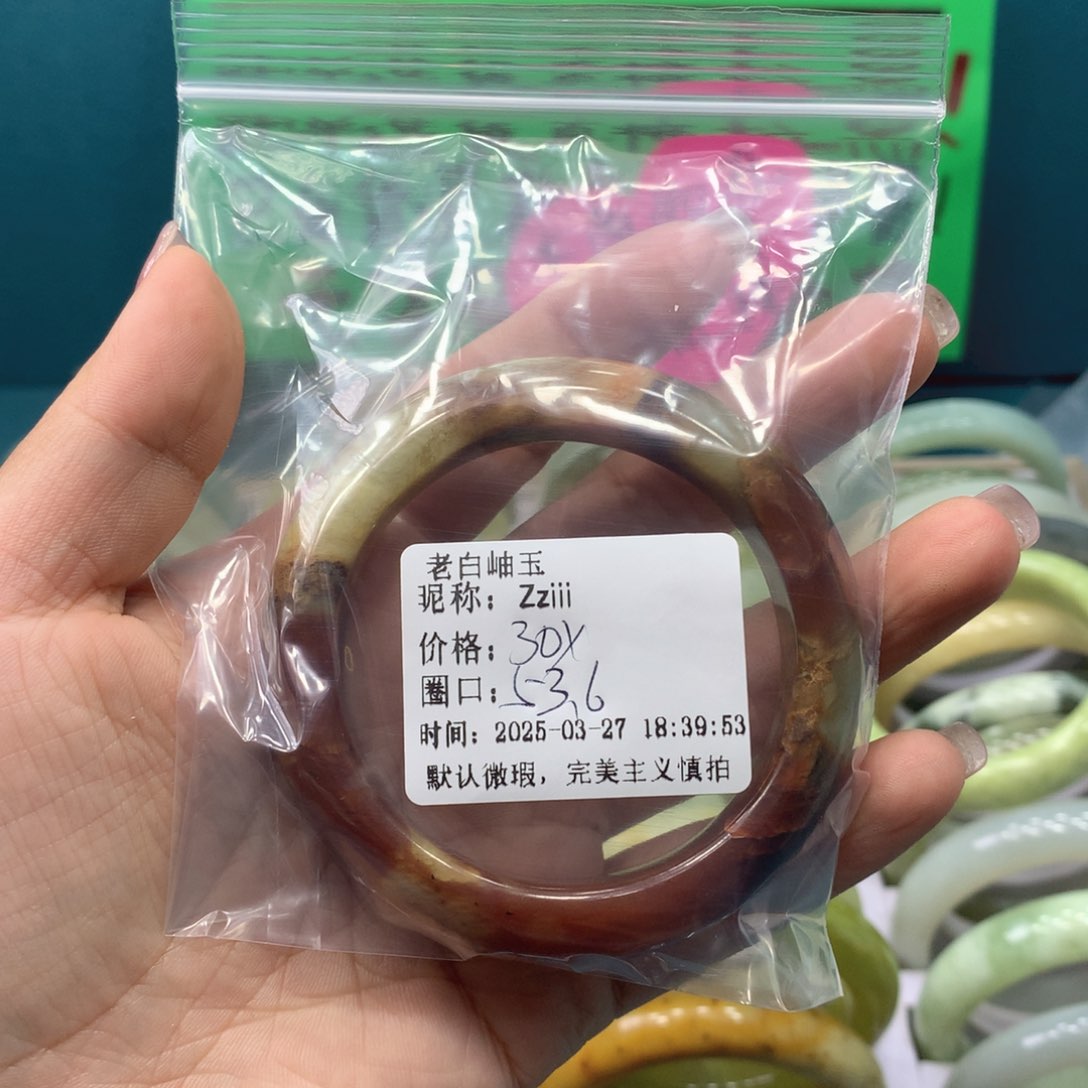 老白岫玉
昵称：Zziii
价格：30X
圈口：53.6
时间：2025-03-27 18:39:53
默认微瑕，完美主义慎拍